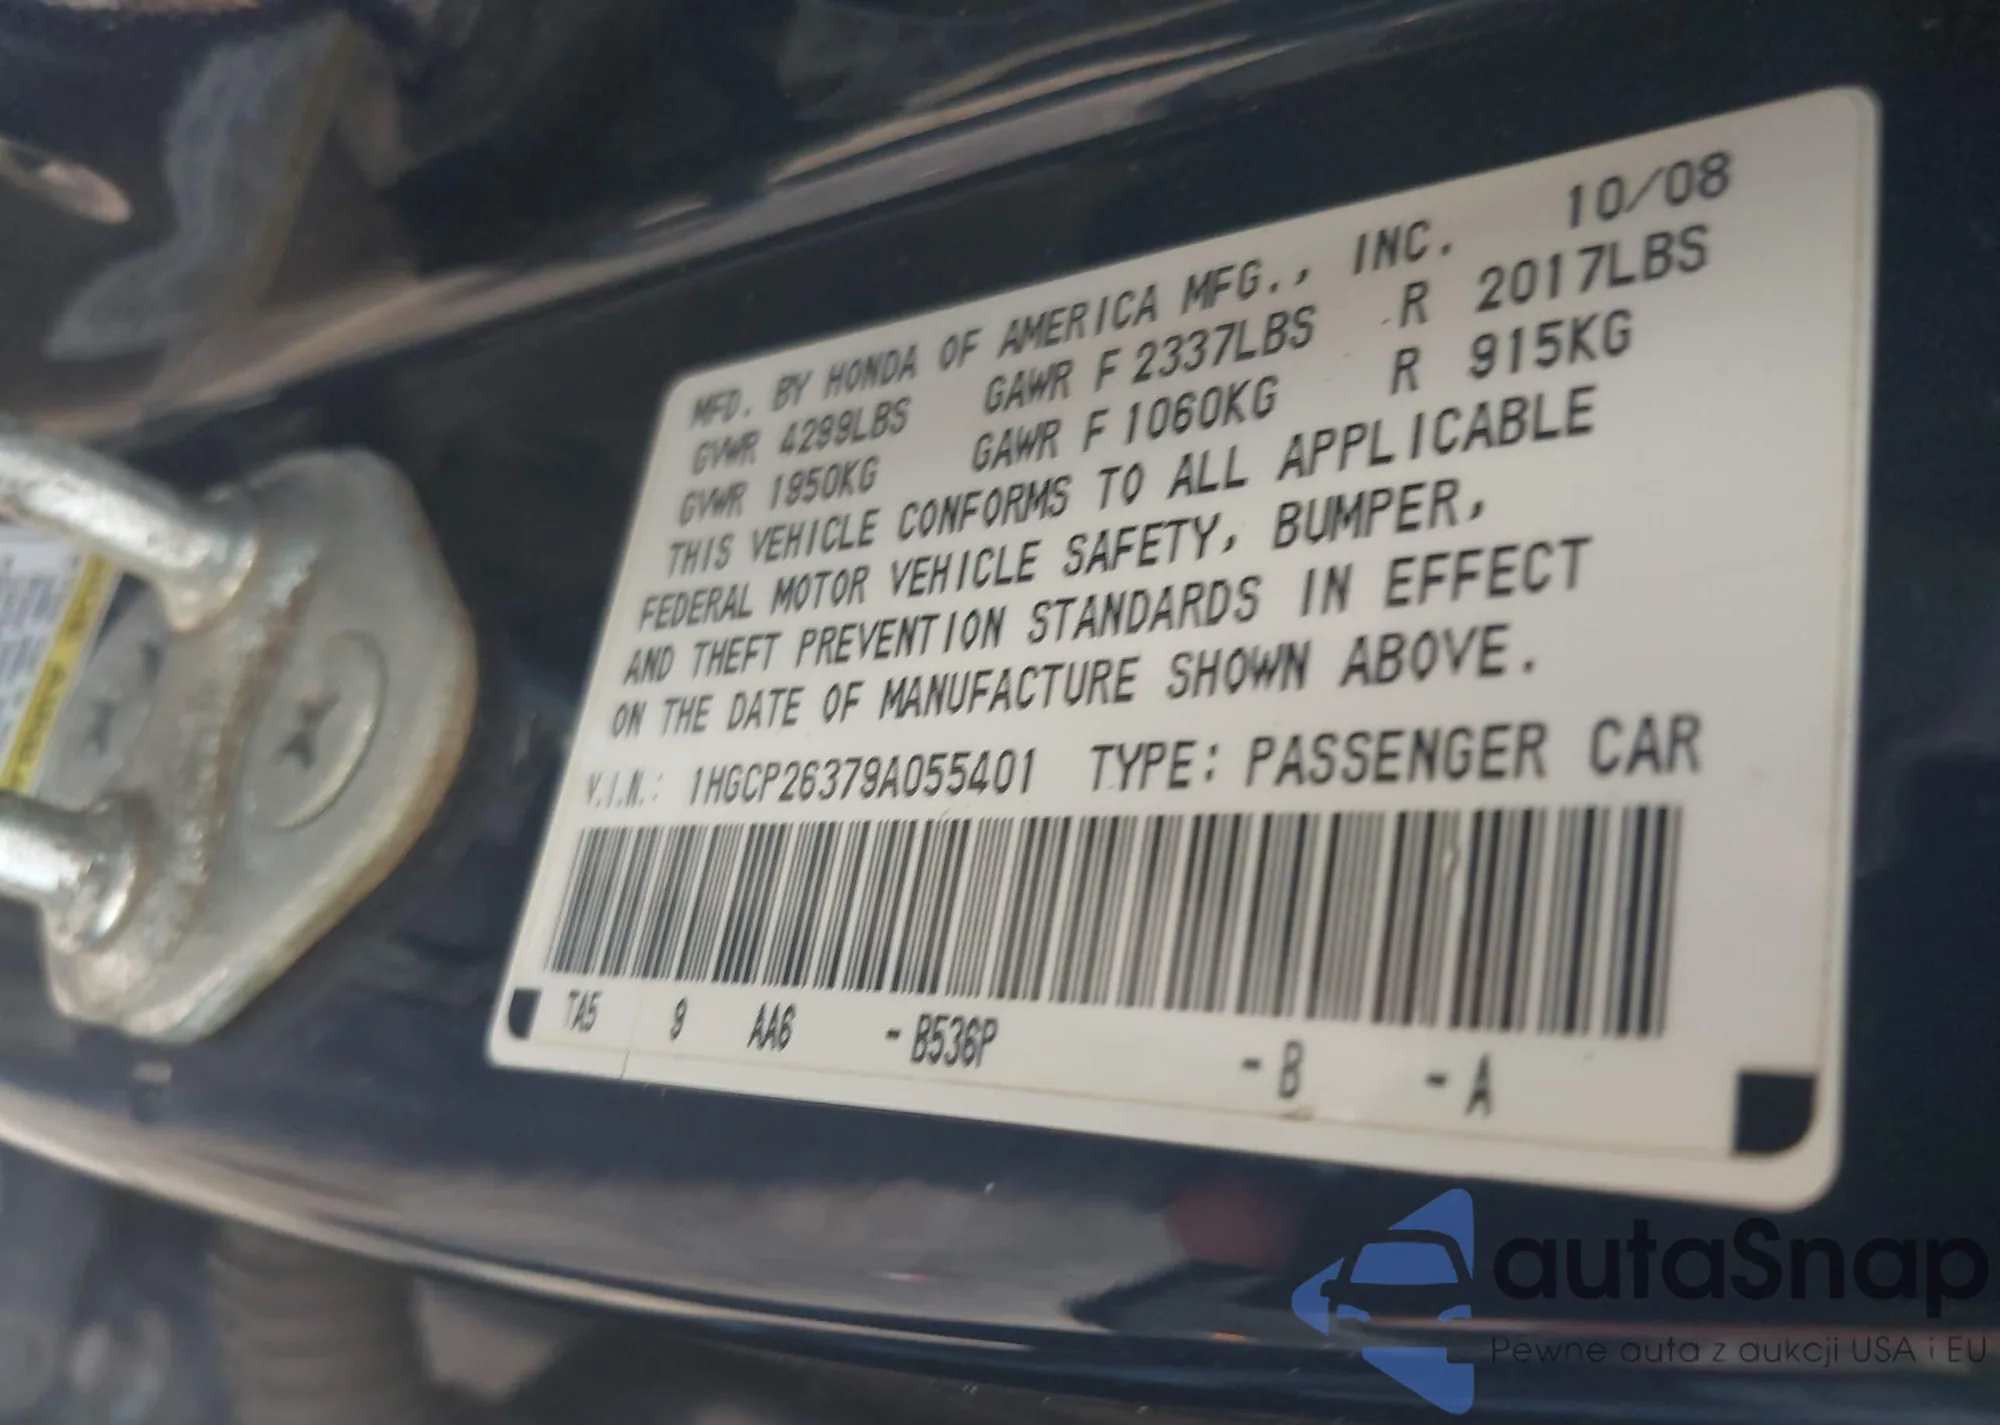 MFD. BY HONDA OF AMERICA MFG., INC. 10/08
GVWR 4299LBS GAWR F 2337LBS R 2017LBS
GVWR 1950KG GAWR F 1060KG R 915KG
THIS VEHICLE CONFORMS TO ALL APPLICABLE
FEDERAL MOTOR VEHICLE SAFETY, BUMPER,
AND THEFT PREVENTION STANDARDS IN EFFECT
ON THE DATE OF MANUFACTURE SHOWN ABOVE.
V.I.N.: 1HGCP26379A055401 TYPE: PASSENGER CAR
TA5 9 AA6 -B536P -B -A
autaSnap
Pewne auta z aukcji USA i EU